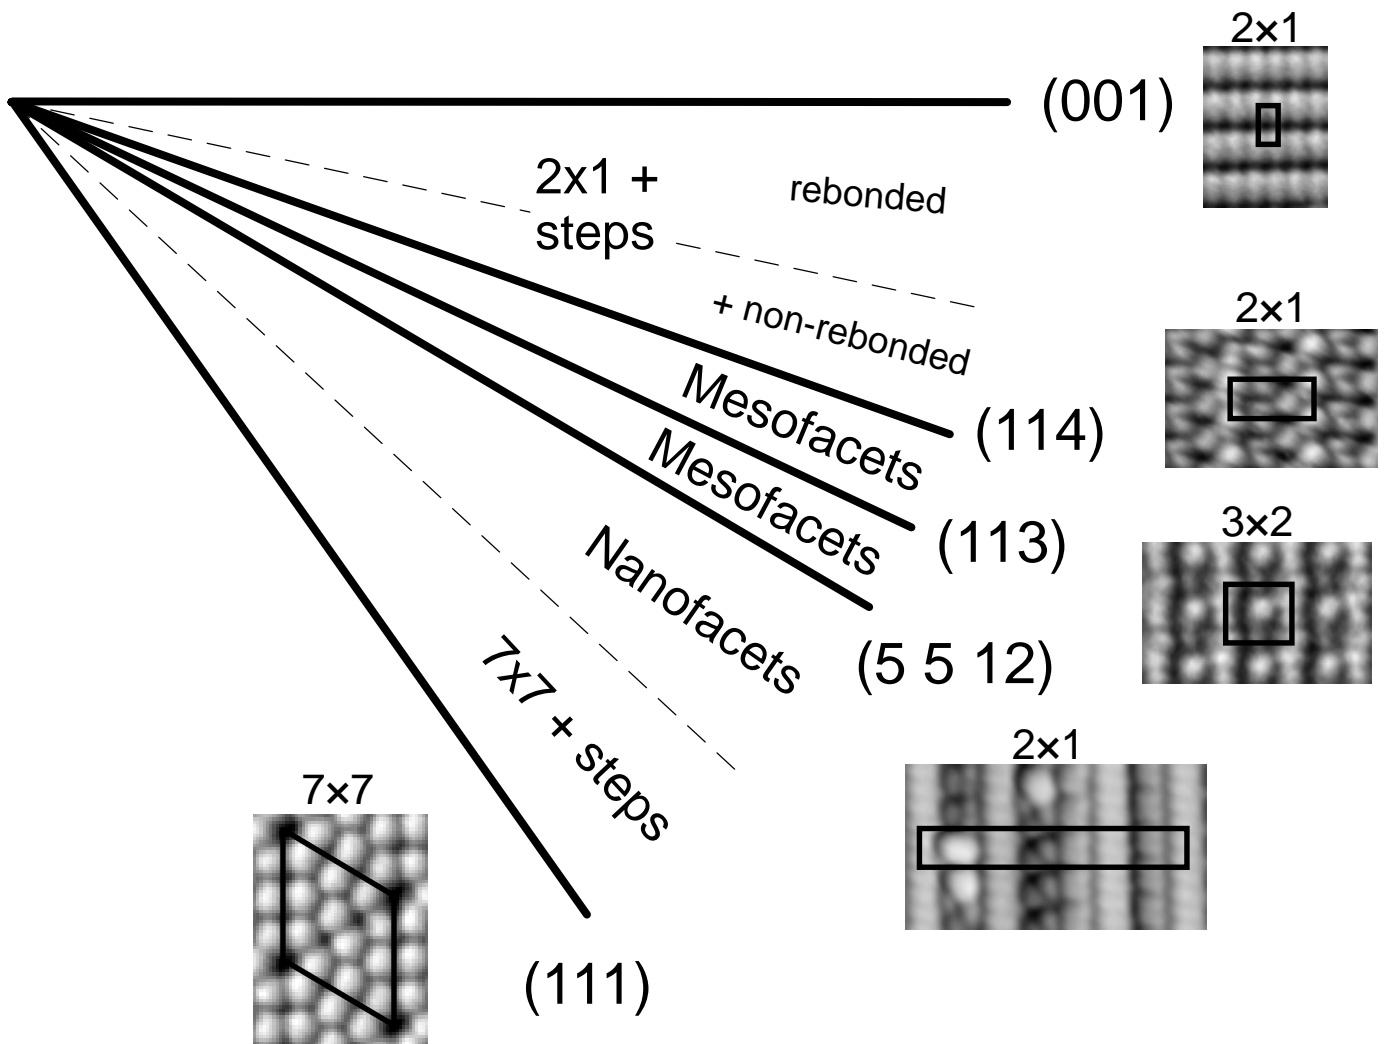 2×1
(001)
2x1 +
steps
rebonded
+ non-rebonded
2×1
Mesofacets
(114)
Mesofacets
(113)
3×2
Nanofacets
(5 5 12)
7x7 + steps
2×1
7×7
(111)